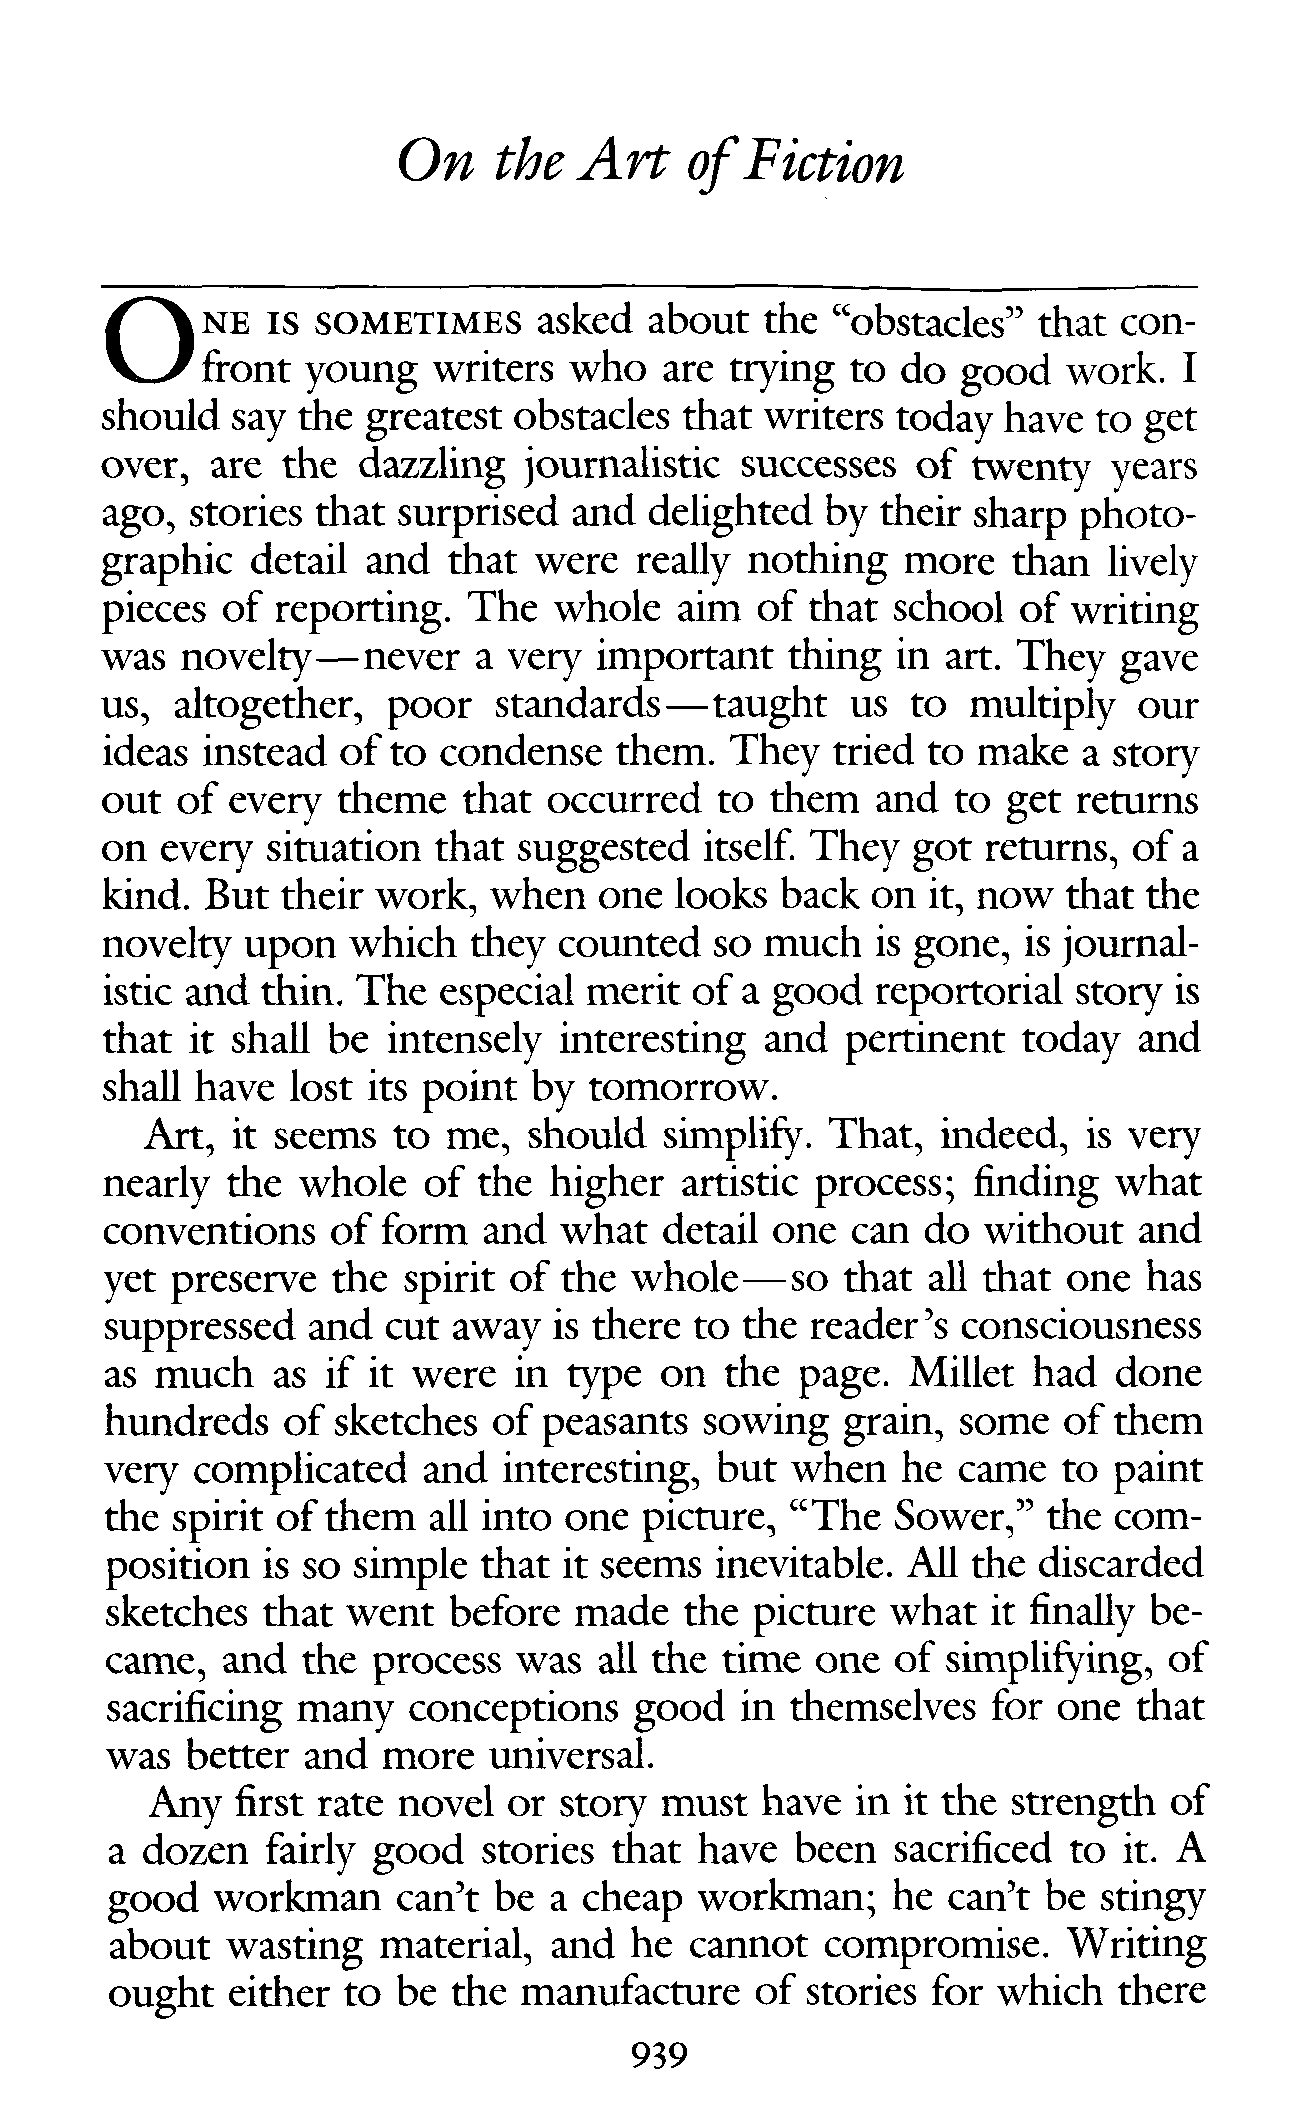 On the Art of Fiction
ONE IS SOMETIMES asked about the “obstacles” that con-
front young writers who are trying to do good work. I
should say the greatest obstacles that writers today have to get
over, are the dazzling journalistic successes of twenty years
ago, stories that surprised and delighted by their sharp photo-
graphic detail and that were really nothing more than lively
pieces of reporting. The whole aim of that school of writing
was novelty—never a very important thing in art. They gave
us, altogether, poor standards—taught us to multiply our
ideas instead of to condense them. They tried to make a story
out of every theme that occurred to them and to get returns
on every situation that suggested itself. They got returns, of a
kind. But their work, when one looks back on it, now that the
novelty upon which they counted so much is gone, is journal-
istic and thin. The especial merit of a good reportorial story is
that it shall be intensely interesting and pertinent today and
shall have lost its point by tomorrow.
Art, it seems to me, should simplify. That, indeed, is very
nearly the whole of the higher artistic process; finding what
conventions of form and what detail one can do without and
yet preserve the spirit of the whole—so that all that one has
suppressed and cut away is there to the reader’s consciousness
as much as if it were in type on the page. Millet had done
hundreds of sketches of peasants sowing grain, some of them
very complicated and interesting, but when he came to paint
the spirit of them all into one picture, “The Sower,” the com-
position is so simple that it seems inevitable. All the discarded
sketches that went before made the picture what it finally be-
came, and the process was all the time one of simplifying, of
sacrificing many conceptions good in themselves for one that
was better and more universal.
Any first rate novel or story must have in it the strength of
a dozen fairly good stories that have been sacrificed to it. A
good workman can’t be a cheap workman; he can’t be stingy
about wasting material, and he cannot compromise. Writing
ought either to be the manufacture of stories for which there
939